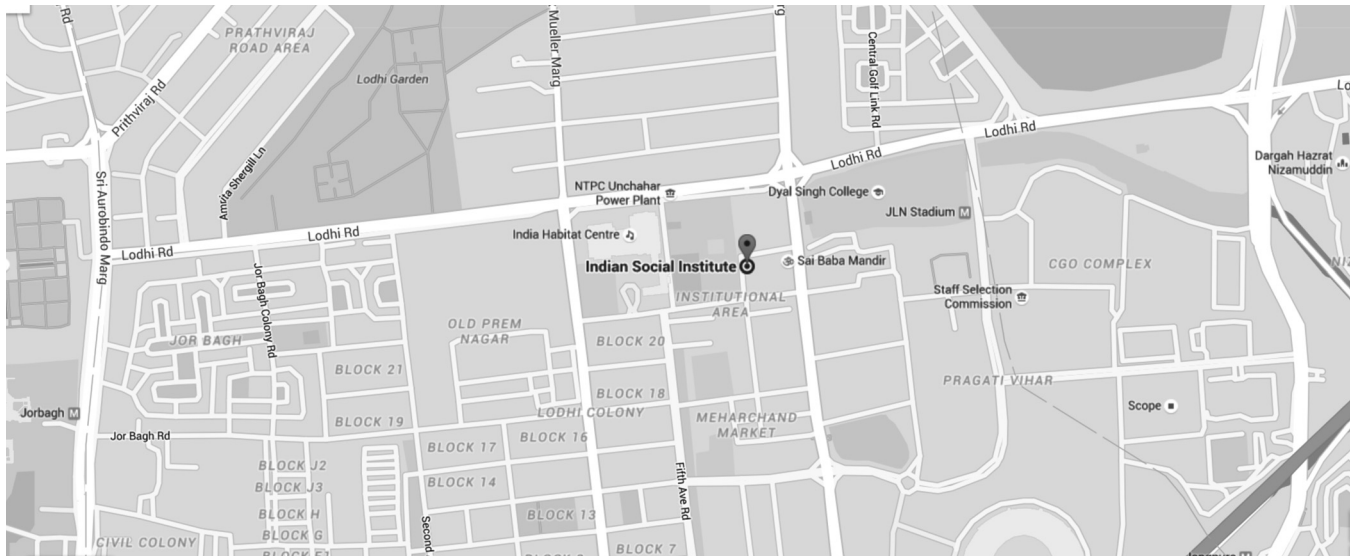 Rd
PRATHVIRAJ
ROAD AREA
Mueller Marg
Central Golf Link Rd
Lodhi Garden
Prithviraj Rd
Lodhi Rd
Lodhi Rd
Dargah Hazrat
Nizamuddin
Amrita Shergill Ln
Sri Aurobindo Marg
NTPC Unchahar
Power Plant
Dyal Singh College
JLN Stadium M
India Habitat Centre
Lodhi Rd
Lodhi Rd
Indian Social Institute
Sai Baba Mandir
CGO COMPLEX
Jor Bagh Colony Rd
Staff Selection
Commission
INSTITUTIONAL
AREA
OLD PREM
NAGAR
JOR BAGH
BLOCK 20
BLOCK 21
PRAGATI VIHAR
BLOCK 18
Scope
Jorbagh M
LODHI COLONY
MEHARCHAND
MARKET
BLOCK 19
Jor Bagh Rd
BLOCK 16
BLOCK 17
BLOCK J2
Fifth Ave Rd
BLOCK 14
BLOCK J3
BLOCK H
BLOCK 13
Second
BLOCK G
CIVIL COLONY
BLOCK 7